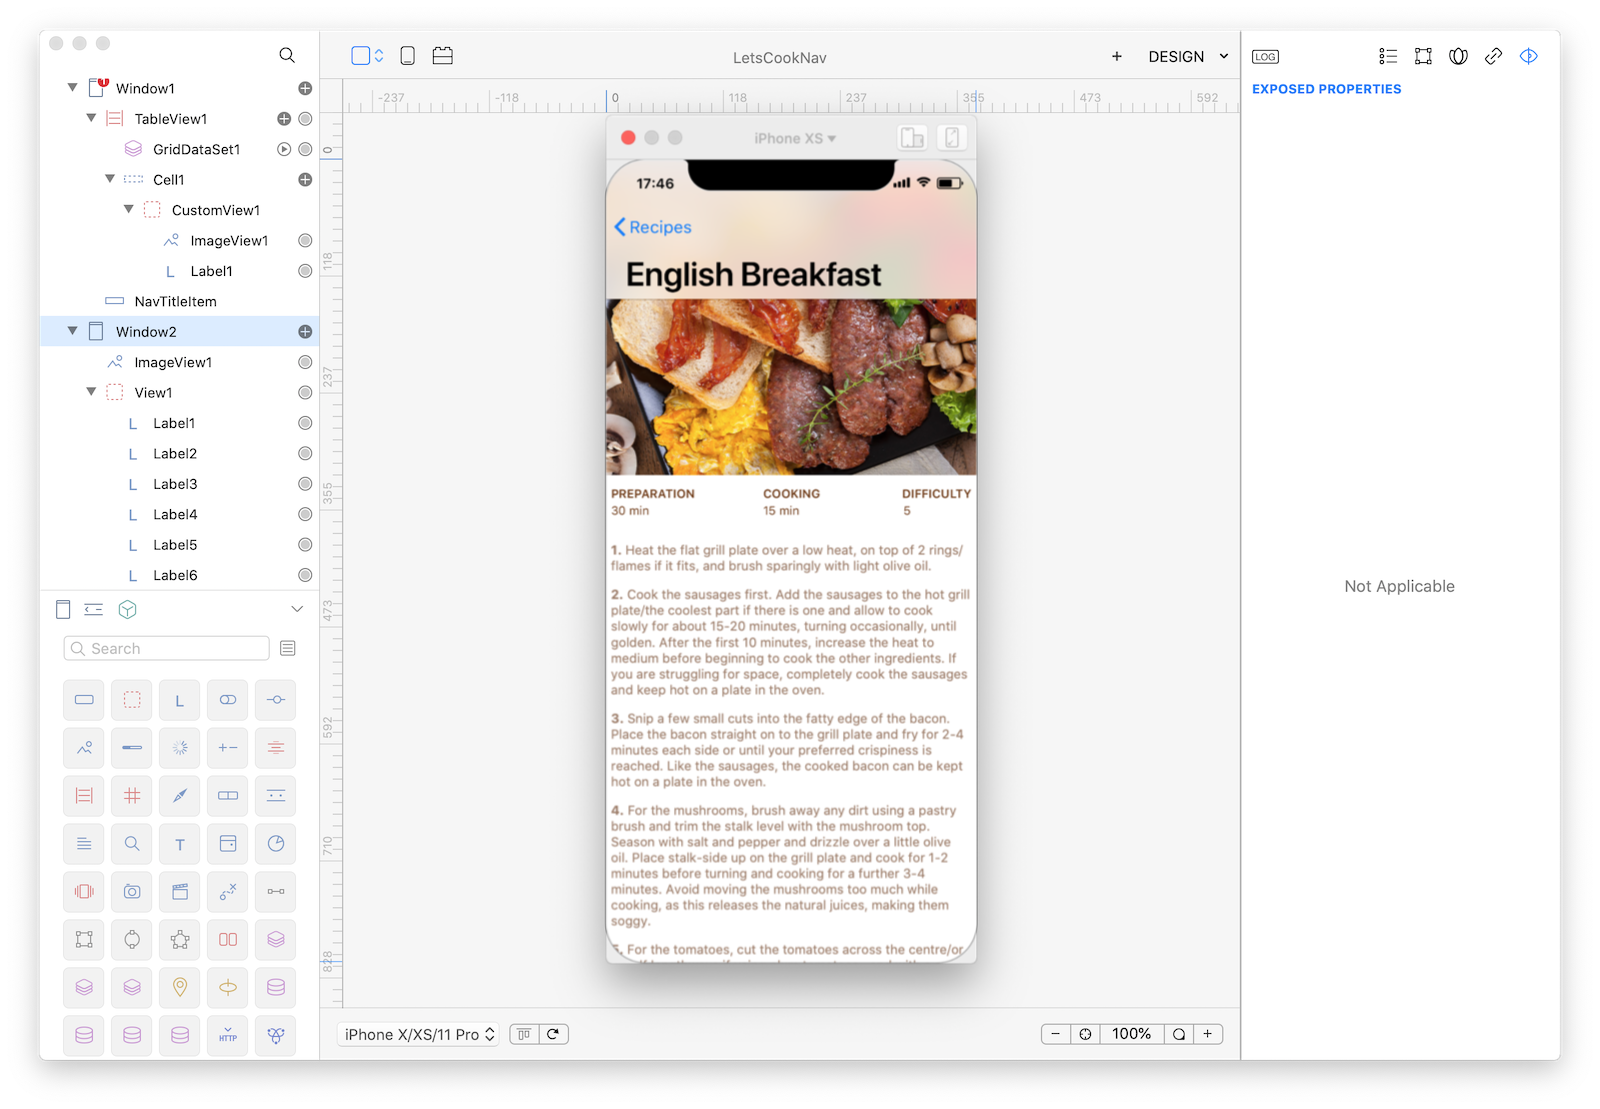 LetsCookNav
+
DESIGN
LOG
EXPOSED PROPERTIES
Window1
TableView1
GridDataSet1
Cell1
CustomView1
ImageView1
L Label1
NavTitleItem
Window2
ImageView1
View1
L Label1
L Label2
L Label3
L Label4
L Label5
L Label6
Search
L
T
HTTP
-237 -118 0 118 237 355 473 592
0
118
237
355
473
592
710
828
iPhone XS
17:46
Recipes
English Breakfast
PREPARATION COOKING DIFFICULTY
30 min 15 min 5
1. Heat the flat grill plate over a low heat, on top of 2 rings/
flames if it fits, and brush sparingly with light olive oil.
2. Cook the sausages first. Add the sausages to the hot grill
plate/the coolest part if there is one and allow to cook
slowly for about 15-20 minutes, turning occasionally, until
golden. After the first 10 minutes, increase the heat to
medium before beginning to cook the other ingredients. If
you are struggling for space, completely cook the sausages
and keep hot on a plate in the oven.
3. Snip a few small cuts into the fatty edge of the bacon.
Place the bacon straight on to the grill plate and fry for 2-4
minutes each side or until your preferred crispiness is
reached. Like the sausages, the cooked bacon can be kept
hot on a plate in the oven.
4. For the mushrooms, brush away any dirt using a pastry
brush and trim the stalk level with the mushroom top.
Season with salt and pepper and drizzle over a little olive
oil. Place stalk-side up on the grill plate and cook for 1-2
minutes before turning and cooking for a further 3-4
minutes. Avoid moving the mushrooms too much while
cooking, as this releases the natural juices, making them
soggy.
For the tomatoes, cut the tomatoes across the centre/or
iPhone X/XS/11 Pro
100%
Not Applicable